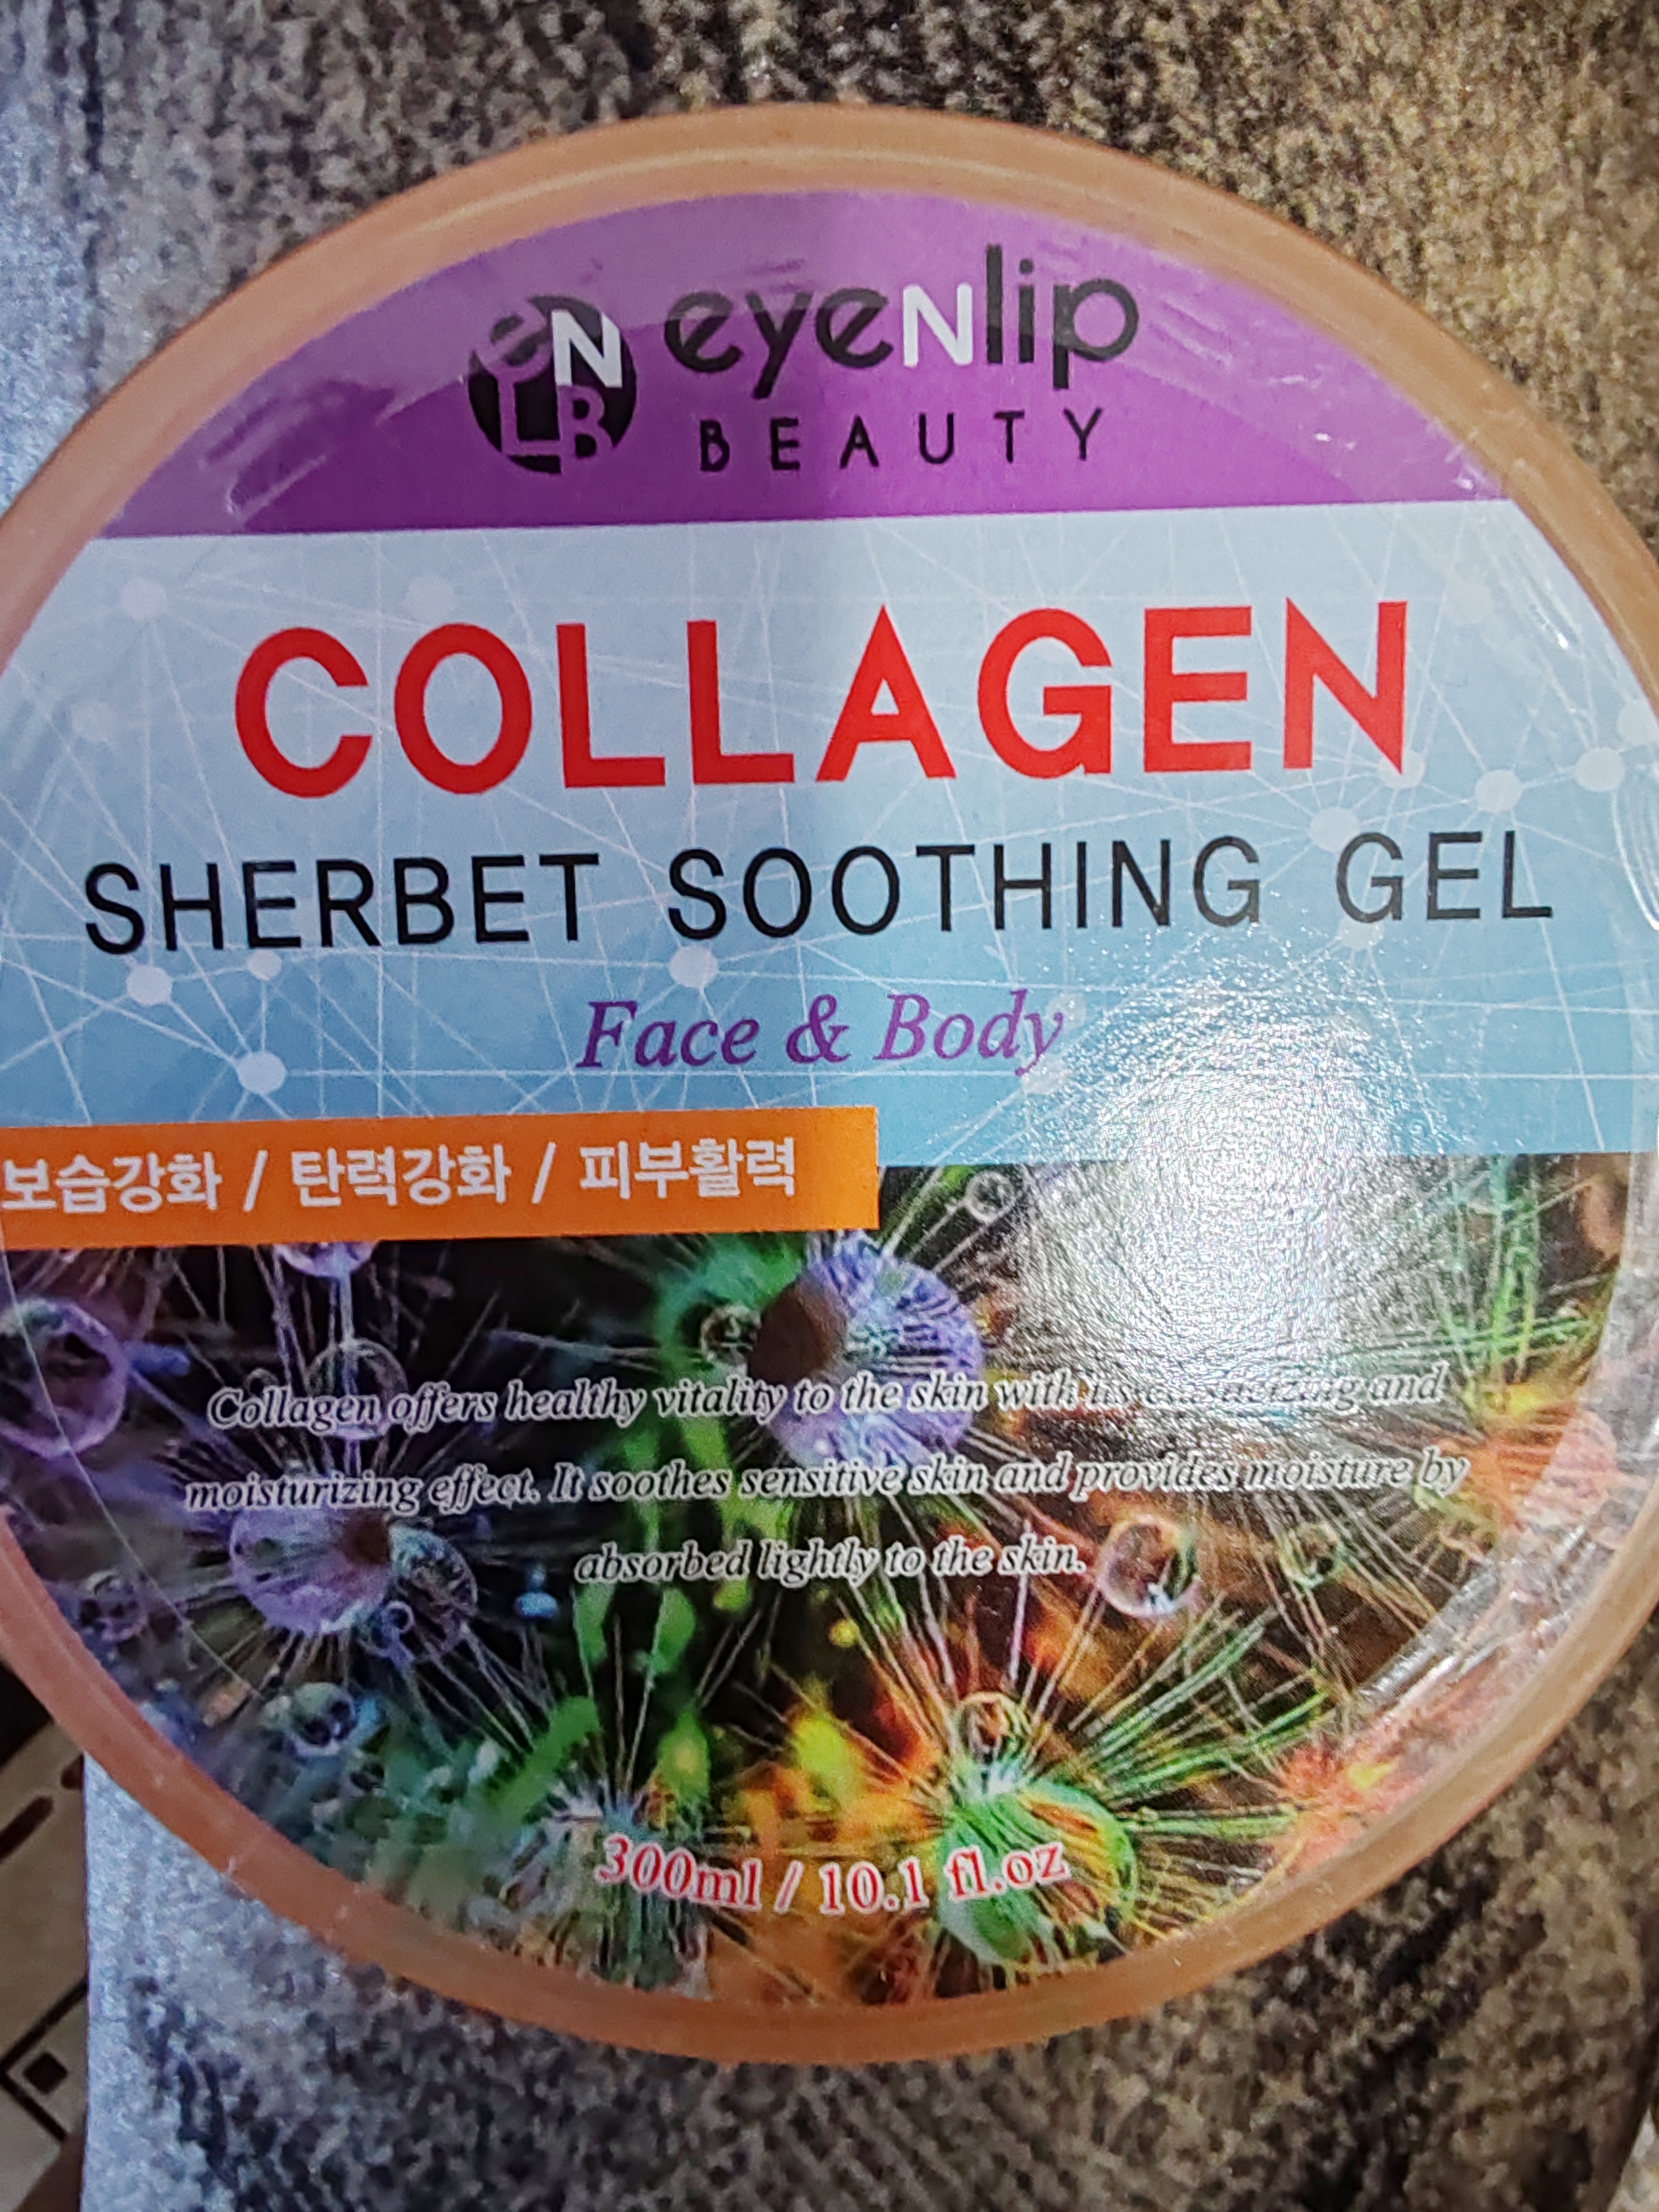 eyeNlip
BEAUTY
eN
LB
COLLAGEN
SHERBET SOOTHING GEL
Face & Body
보습강화 / 탄력강화 / 피부활력
Collagen offers healthy vitality to the skin with its and
moisturizing effect. It soothes sensitive skin and provides moisture by
absorbed lightly to the skin.
300ml / 10.1 fl.oz